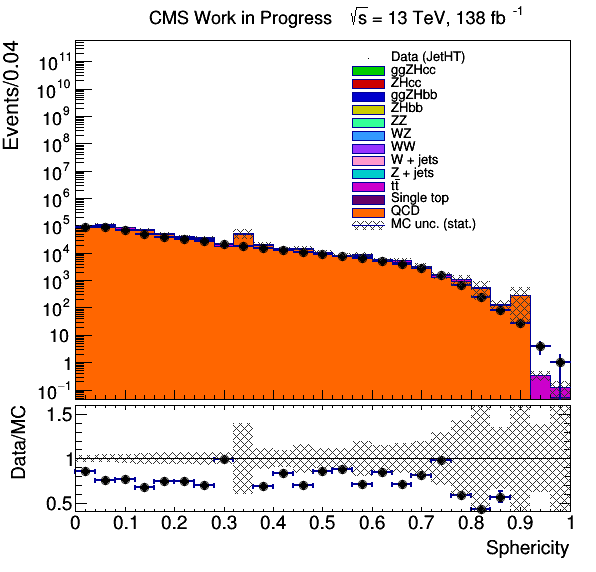 CMS Work in Progress √s = 13 TeV, 138 fb⁻¹
Events/0.04
10¹¹
10¹⁰
10⁹
10⁸
10⁷
10⁶
10⁵
10⁴
10³
10²
10
1
10⁻¹
Data (JetHT)
ggZHcc
ZHcc
ggZHbb
ZHbb
ZZ
WZ
WW
W + jets
Z + jets
tt̄
Single top
QCD
MC unc. (stat.)
Data/MC
1.5
1
0.5
0 0.1 0.2 0.3 0.4 0.5 0.6 0.7 0.8 0.9 1
Sphericity